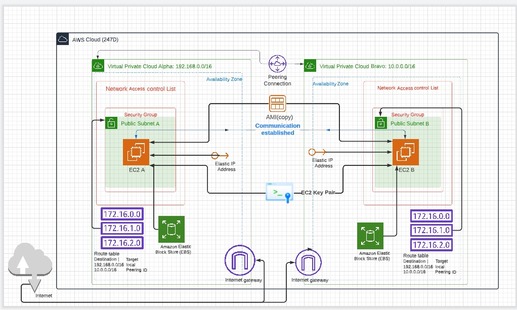 AWS Cloud (247D)
Virtual Private Cloud Alpha: 192.168.0.0/16
Virtual Private Cloud Bravo: 10.0.0.0/16
Peering
Connection
Availability Zone
Availability Zone
Network Access control List
Network Access control List
Security Group
Public Subnet A
Security Group
Public Subnet B
AMI(copy)
Communication
established
EC2 A
EC2 B
Elastic IP
Address
Elastic IP
Address
EC2 Key Pair
172.16.0.0
172.16.1.0
172.16.2.0
172.16.0.0
172.16.1.0
172.16.2.0
Amazon Elastic
Block Store (EBS)
Amazon Elastic
Block Store (EBS)
Route table
Destination | Target
192.168.0.0/16 local
10.0.0.0/16 Peering ID
Route table
Destination | Target
192.168.0.0/16 local
10.0.0.0/16 Peering ID
Internet gateway
Internet gateway
Internet